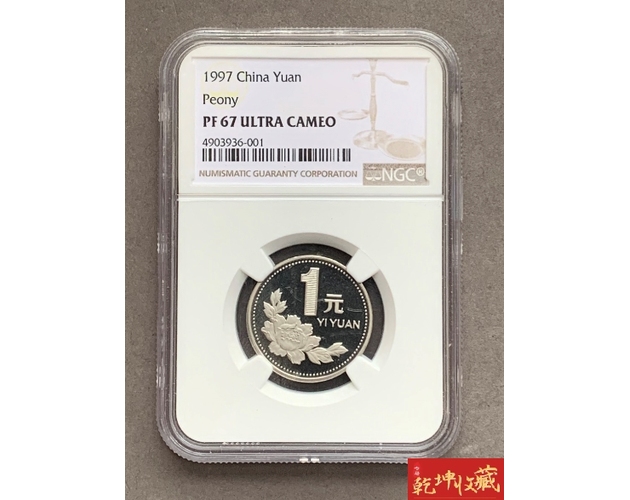 1997 China Yuan
Peony
PF 67 ULTRA CAMEO
4903936-001
NUMISMATIC GUARANTY CORPORATION
NGC®
1元
YI YUAN
乾坤收藏